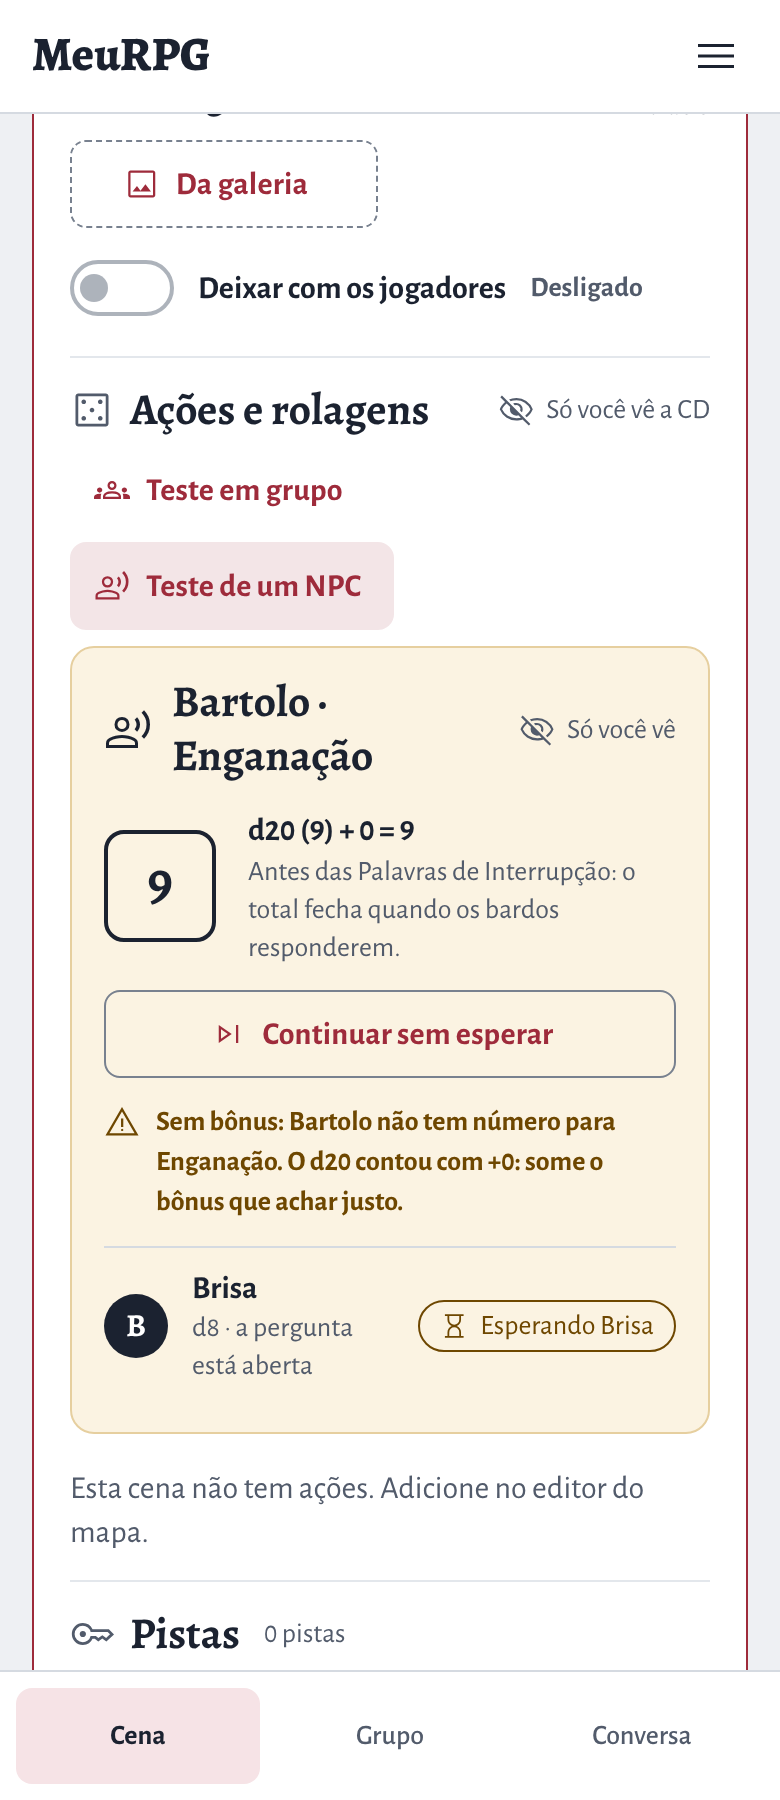 MeuRPG
Da galeria
Deixar com os jogadores Desligado
Ações e rolagens Só você vê a CD
Teste em grupo
Teste de um NPC
Bartolo ·
Enganação
Só você vê
9
d20 (9) + 0 = 9
Antes das Palavras de Interrupção: o
total fecha quando os bardos
responderem.
Continuar sem esperar
Sem bônus: Bartolo não tem número para
Enganação. O d20 contou com +0: some o
bônus que achar justo.
B
Brisa
d8 · a pergunta
está aberta
Esperando Brisa
Esta cena não tem ações. Adicione no editor do
mapa.
Pistas 0 pistas
Cena Grupo Conversa